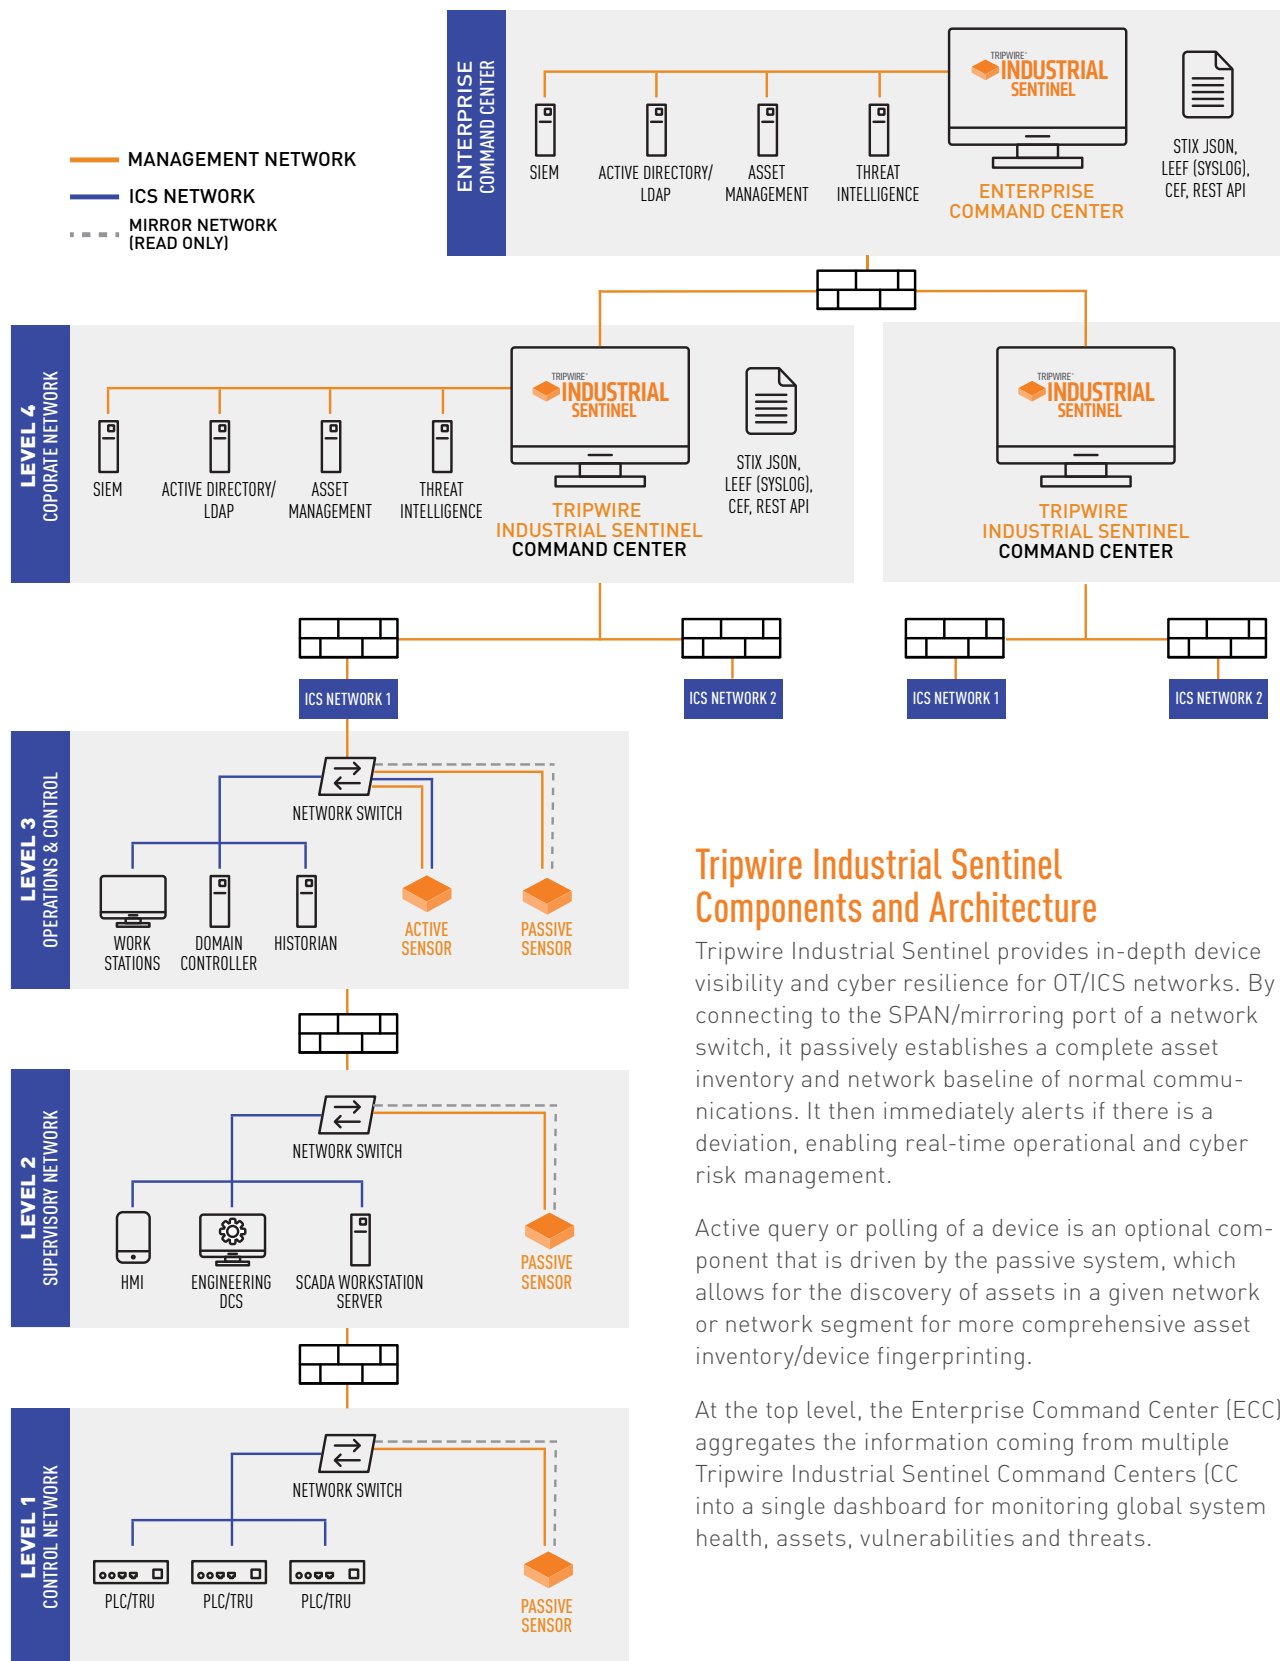 ENTERPRISE
COMMAND CENTER
TRIPWIRE™
INDUSTRIAL
SENTINEL
SIEM
ACTIVE DIRECTORY/
LDAP
ASSET
MANAGEMENT
THREAT
INTELLIGENCE
ENTERPRISE
COMMAND CENTER
STIX JSON,
LEEF (SYSLOG),
CEF, REST API
MANAGEMENT NETWORK
ICS NETWORK
MIRROR NETWORK
(READ ONLY)
LEVEL 4
COPORATE NETWORK
TRIPWIRE™
INDUSTRIAL
SENTINEL
SIEM
ACTIVE DIRECTORY/
LDAP
ASSET
MANAGEMENT
THREAT
INTELLIGENCE
TRIPWIRE
INDUSTRIAL SENTINEL
COMMAND CENTER
STIX JSON,
LEEF (SYSLOG),
CEF, REST API
TRIPWIRE™
INDUSTRIAL
SENTINEL
TRIPWIRE
INDUSTRIAL SENTINEL
COMMAND CENTER
ICS NETWORK 1
ICS NETWORK 2
ICS NETWORK 1
ICS NETWORK 2
LEVEL 3
OPERATIONS & CONTROL
NETWORK SWITCH
WORK
STATIONS
DOMAIN
CONTROLLER
HISTORIAN
ACTIVE
SENSOR
PASSIVE
SENSOR
LEVEL 2
SUPERVISORY NETWORK
NETWORK SWITCH
HMI
ENGINEERING
DCS
SCADA WORKSTATION
SERVER
PASSIVE
SENSOR
LEVEL 1
CONTROL NETWORK
NETWORK SWITCH
PLC/TRU
PLC/TRU
PLC/TRU
PASSIVE
SENSOR
Tripwire Industrial Sentinel
Components and Architecture
Tripwire Industrial Sentinel provides in-depth device
visibility and cyber resilience for OT/ICS networks. By
connecting to the SPAN/mirroring port of a network
switch, it passively establishes a complete asset
inventory and network baseline of normal commu-
nications. It then immediately alerts if there is a
deviation, enabling real-time operational and cyber
risk management.
Active query or polling of a device is an optional com-
ponent that is driven by the passive system, which
allows for the discovery of assets in a given network
or network segment for more comprehensive asset
inventory/device fingerprinting.
At the top level, the Enterprise Command Center (ECC)
aggregates the information coming from multiple
Tripwire Industrial Sentinel Command Centers (CC
into a single dashboard for monitoring global system
health, assets, vulnerabilities and threats.